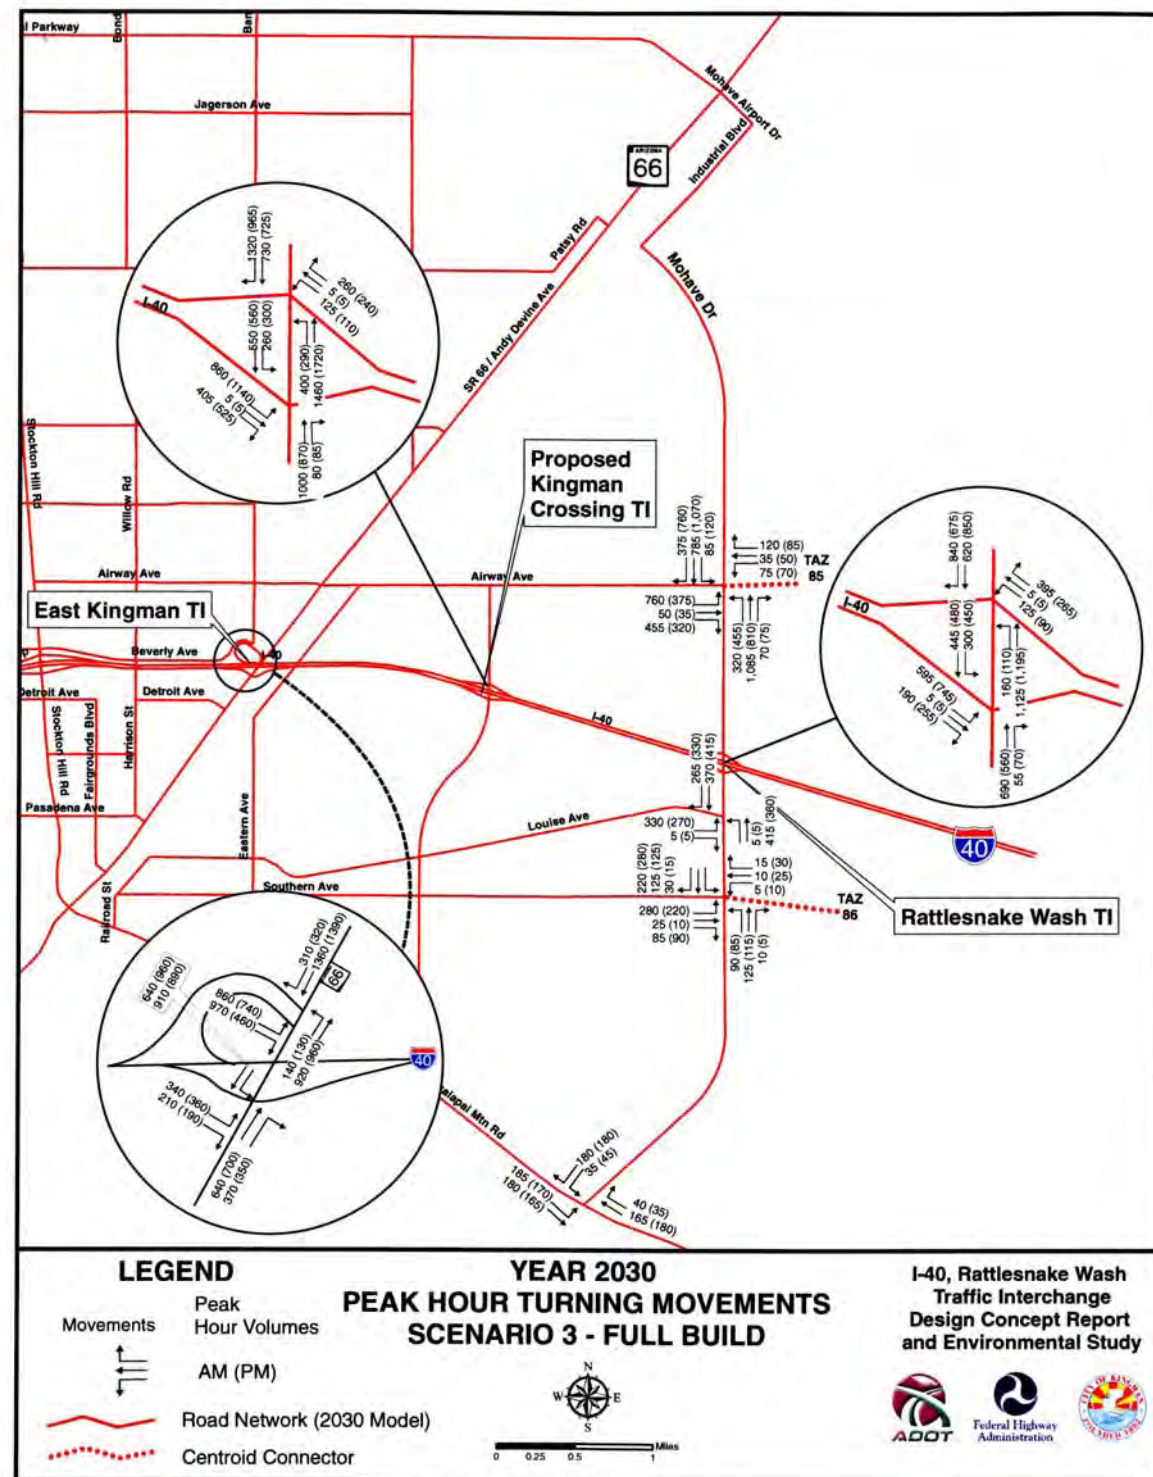 l Parkway
Bond
Ban
Jagerson Ave
Mohave Airport Dr
Industrial Blvd
ARIZONA
66
Patsy Rd
Mohave Dr
SR 66 / Andy Devine Ave
1320 (965)
730 (725)
260 (240)
5 (5)
125 (110)
I-40
550 (560)
260 (300)
400 (290)
1460 (1720)
860 (1140)
5 (5)
405 (525)
1000 (870)
80 (85)
Stockton Hill Rd
Willow Rd
Proposed
Kingman
Crossing TI
375 (760)
785 (1,070)
85 (120)
120 (85)
35 (50)
75 (70)
TAZ
85
Airway Ave
Airway Ave
760 (375)
50 (35)
455 (320)
320 (455)
1,085 (810)
70 (75)
840 (675)
620 (850)
395 (265)
5 (5)
125 (90)
I-40
445 (480)
300 (450)
160 (110)
1,125 (1,195)
595 (745)
5 (5)
190 (255)
690 (560)
55 (70)
East Kingman TI
Beverly Ave
I-40
Detroit Ave
Detroit Ave
Stockton Hill Rd
Fairgrounds Blvd
Harrison St
I-40
265 (330)
370 (415)
Pasadena Ave
Eastern Ave
Louise Ave
330 (270)
5 (5)
5 (5)
415 (360)
40
220 (280)
125 (125)
30 (15)
15 (30)
10 (25)
5 (10)
Southern Ave
Railroad St
TAZ
86
280 (220)
25 (10)
85 (90)
90 (85)
125 (115)
10 (5)
Rattlesnake Wash TI
310 (320)
1360 (1390)
66
640 (960)
910 (890)
860 (740)
970 (460)
140 (130)
920 (960)
40
340 (360)
210 (190)
640 (700)
370 (350)
alapai Mtn Rd
180 (180)
35 (45)
185 (170)
180 (165)
40 (35)
165 (180)
LEGEND
Movements
Peak
Hour Volumes
AM (PM)
Road Network (2030 Model)
Centroid Connector
YEAR 2030
PEAK HOUR TURNING MOVEMENTS
SCENARIO 3 - FULL BUILD
N
W E
S
0 0.25 0.5 1 Miles
I-40, Rattlesnake Wash
Traffic Interchange
Design Concept Report
and Environmental Study
ADOT
Federal Highway
Administration
CITY OF KINGMAN